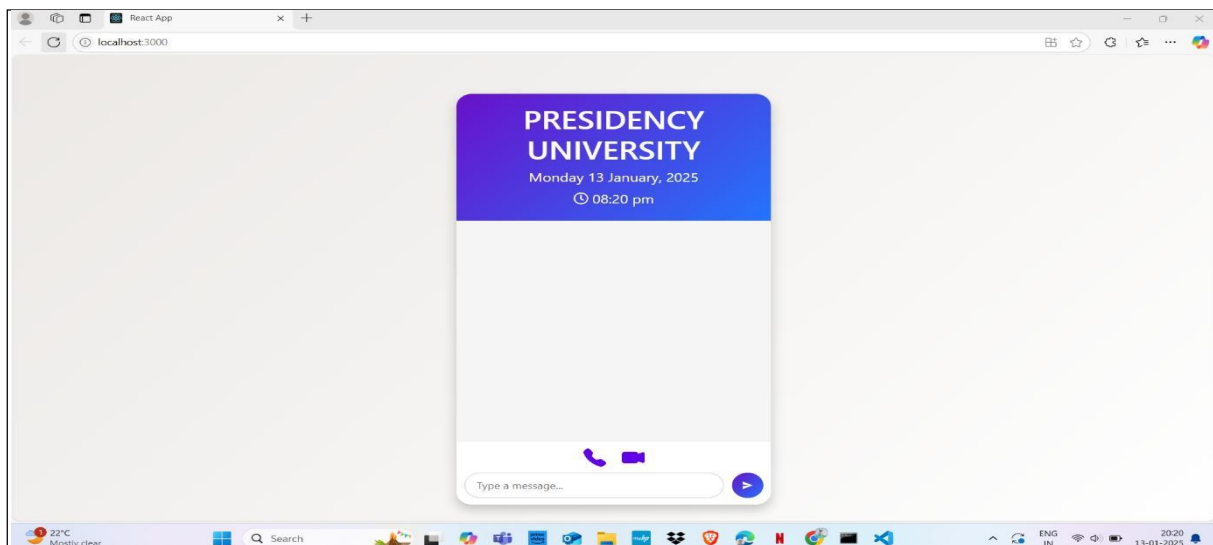 React App
localhost:3000
PRESIDENCY
UNIVERSITY
Monday 13 January, 2025
08:20 pm
Type a message...
22°C
Mostly clear
Search
ENG
IN
20:20
13-01-2025